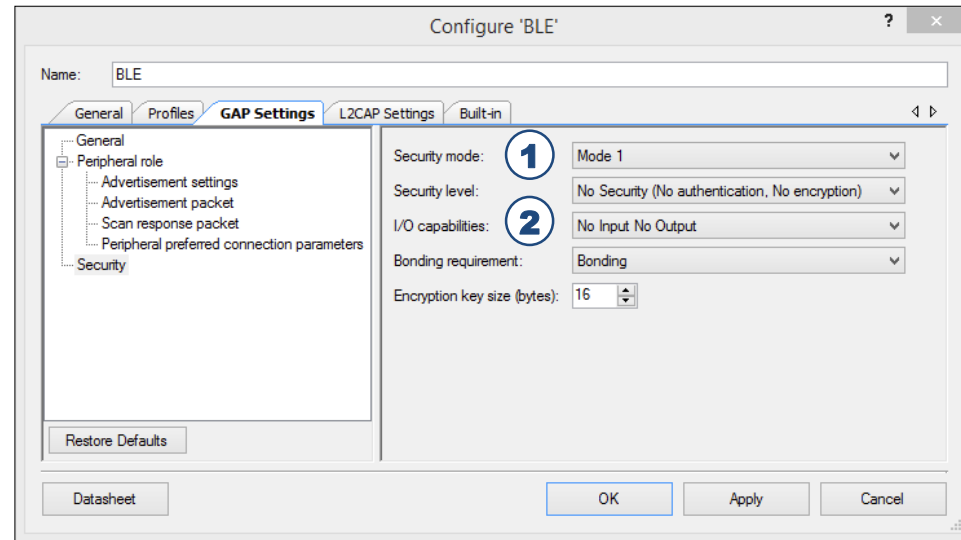 Configure 'BLE'
? ×
Name: BLE
General Profiles GAP Settings L2CAP Settings Built-in
General
Peripheral role
Advertisement settings
Advertisement packet
Scan response packet
Peripheral preferred connection parameters
Security
Restore Defaults
Security mode: 1 Mode 1
Security level: No Security (No authentication, No encryption)
I/O capabilities: 2 No Input No Output
Bonding requirement: Bonding
Encryption key size (bytes): 16
Datasheet OK Apply Cancel